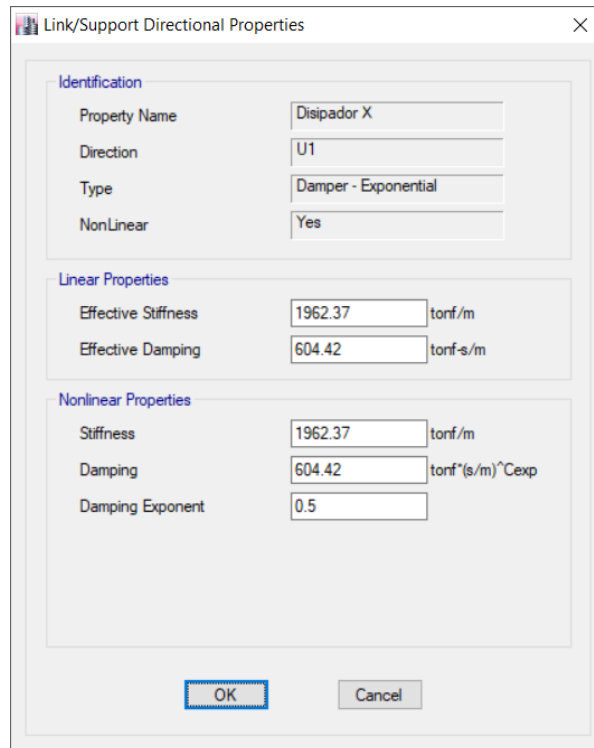 Link/Support Directional Properties
Identification
Property Name Disipador X
Direction U1
Type Damper - Exponential
NonLinear Yes
Linear Properties
Effective Stiffness 1962.37 tonf/m
Effective Damping 604.42 tonf-s/m
Nonlinear Properties
Stiffness 1962.37 tonf/m
Damping 604.42 tonf*(s/m)^Cexp
Damping Exponent 0.5
OK Cancel